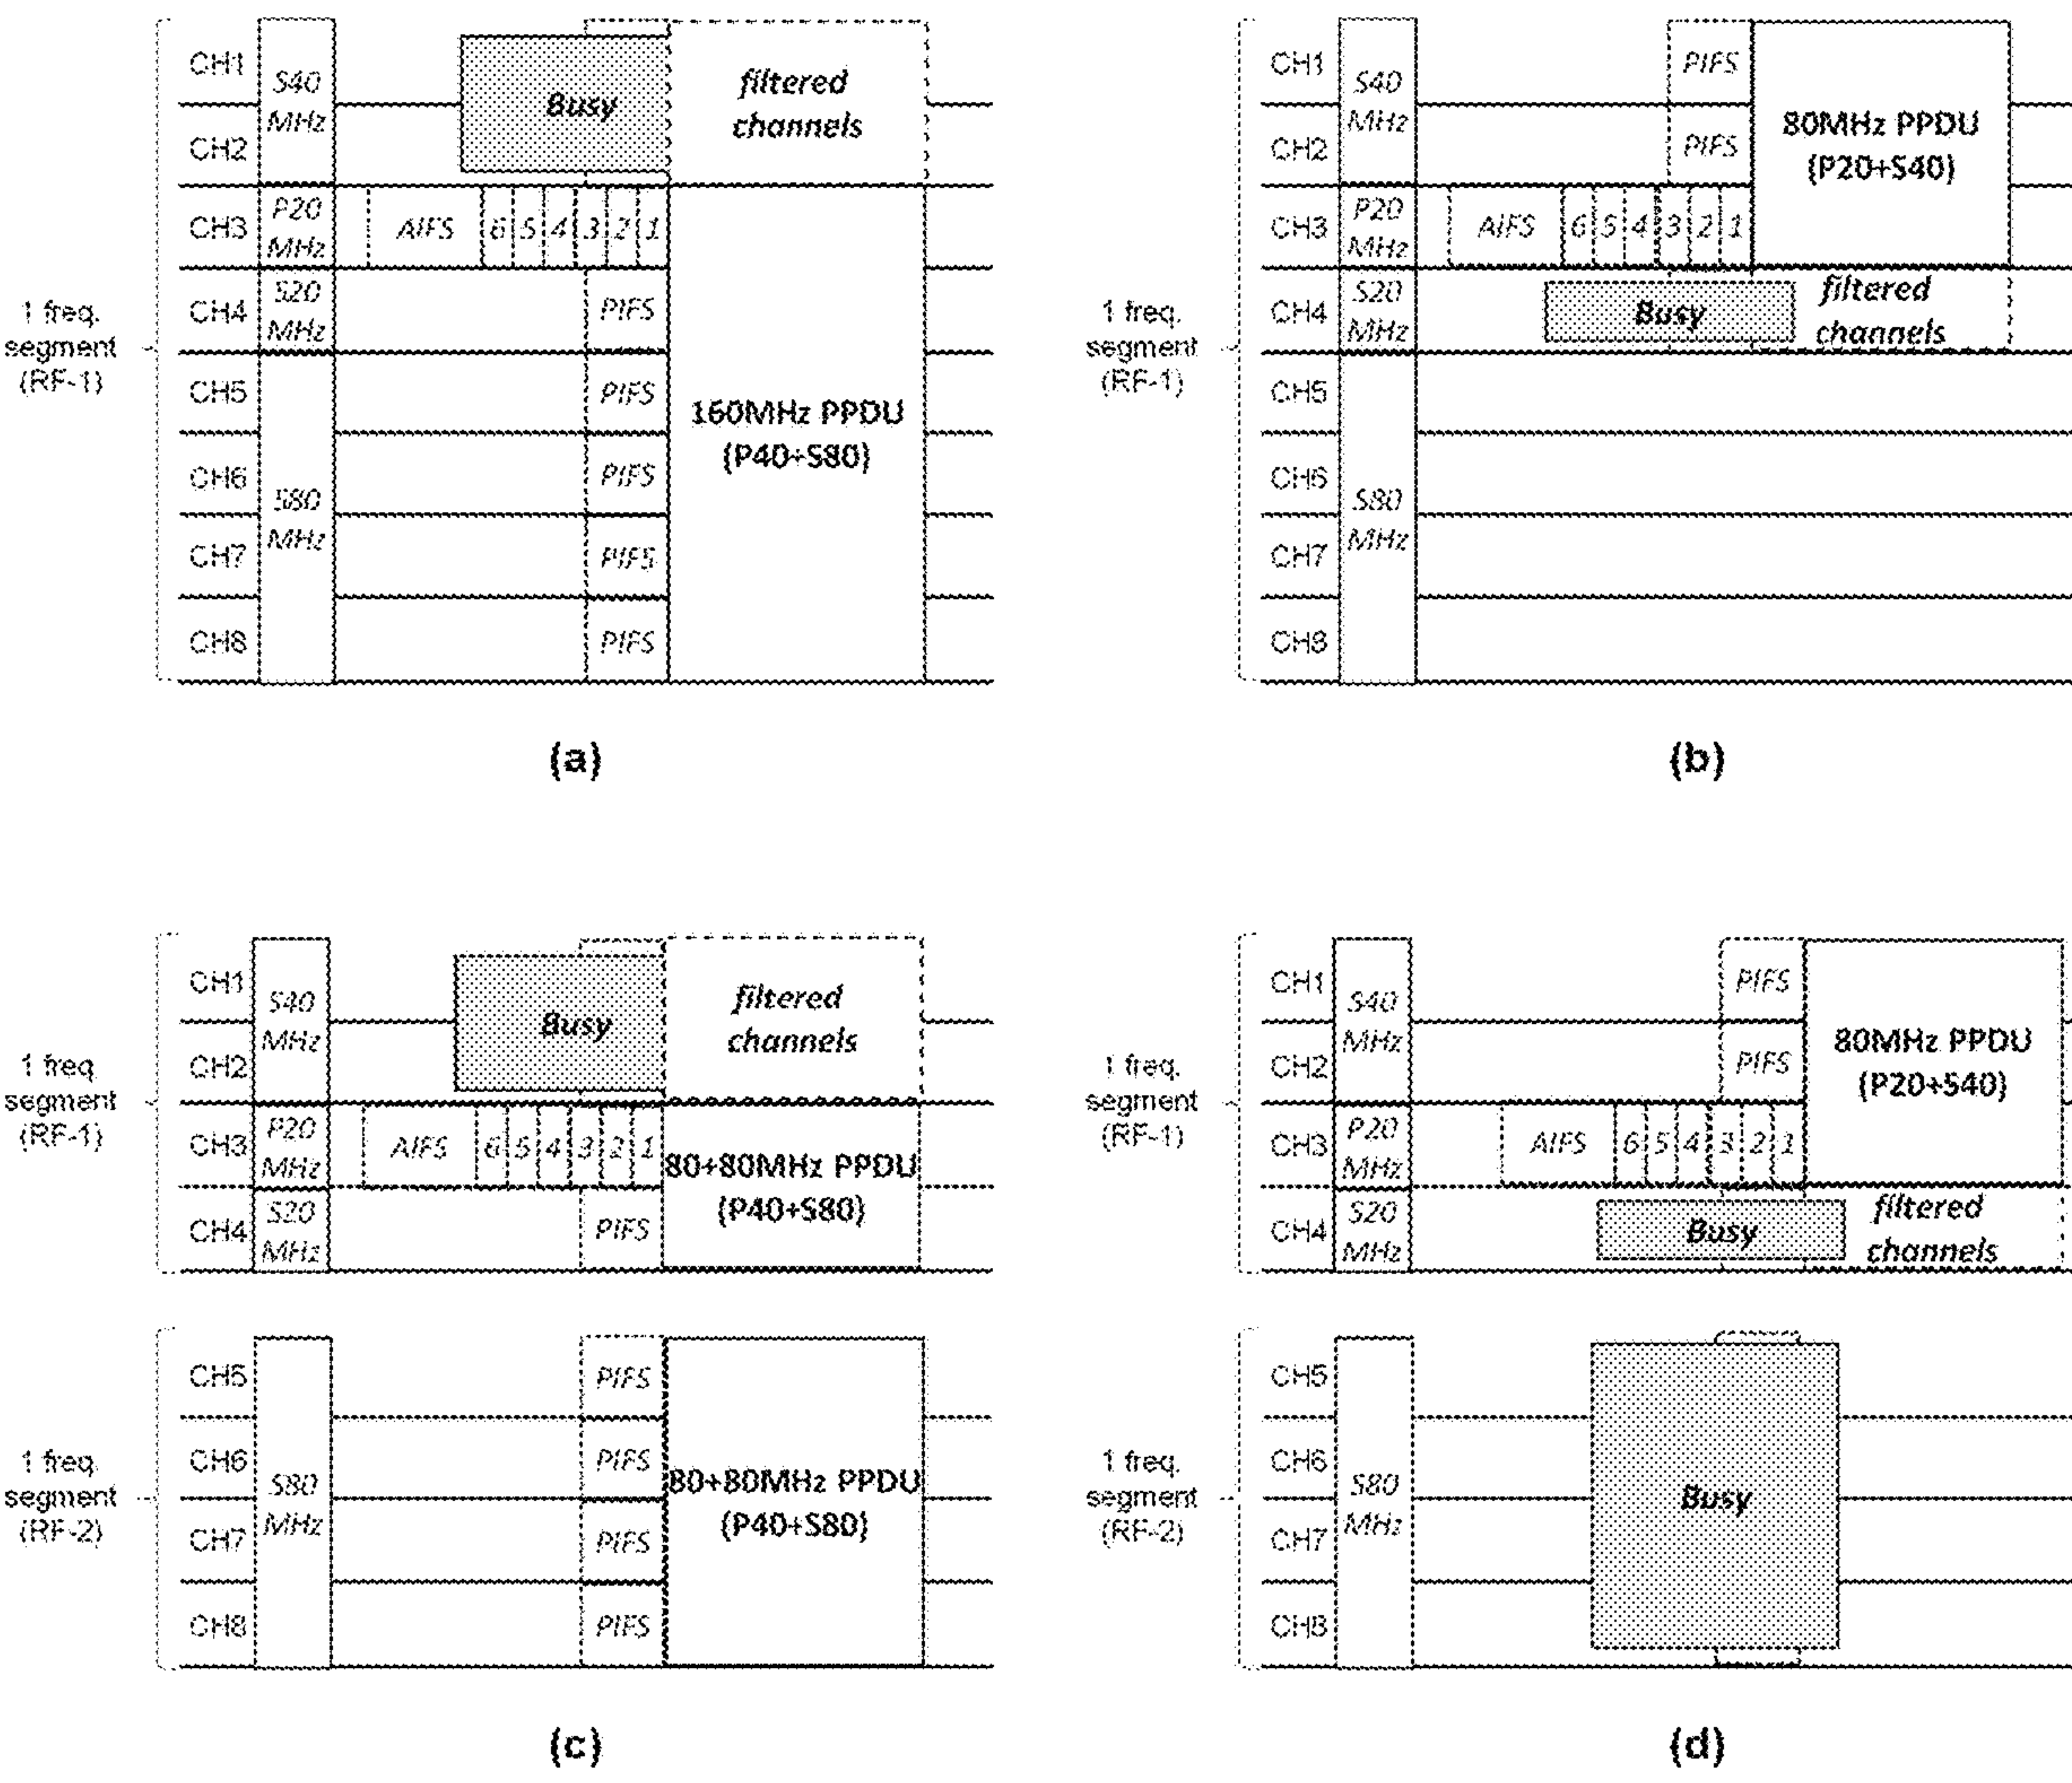 CH1
CH2
CH3
CH4
CH5
CH6
CH7
CH8
S40
MHz
P20
MHz
S20
MHz
S80
MHz
1 freq.
segment
(RF-1)
Busy
filtered
channels
AIFS 6 5 4 3 2 1
PIFS
PIFS
PIFS
PIFS
PIFS
160MHz PPDU
(P40+S80)
(a)
CH1
CH2
CH3
CH4
CH5
CH6
CH7
CH8
S40
MHz
P20
MHz
S20
MHz
S80
MHz
1 freq.
segment
(RF-1)
PIFS
PIFS
80MHz PPDU
(P20+S40)
AIFS 6 5 4 3 2 1
Busy
filtered
channels
(b)
CH1
CH2
CH3
CH4
S40
MHz
P20
MHz
S20
MHz
1 freq.
segment
(RF-1)
Busy
filtered
channels
AIFS 6 5 4 3 2 1
PIFS
80+80MHz PPDU
(P40+S80)
CH5
CH6
CH7
CH8
S80
MHz
1 freq.
segment
(RF-2)
PIFS
PIFS
PIFS
PIFS
80+80MHz PPDU
(P40+S80)
(c)
CH1
CH2
CH3
CH4
S40
MHz
P20
MHz
S20
MHz
1 freq.
segment
(RF-1)
PIFS
PIFS
80MHz PPDU
(P20+S40)
AIFS 6 5 4 3 2 1
Busy
filtered
channels
CH5
CH6
CH7
CH8
S80
MHz
1 freq.
segment
(RF-2)
Busy
(d)